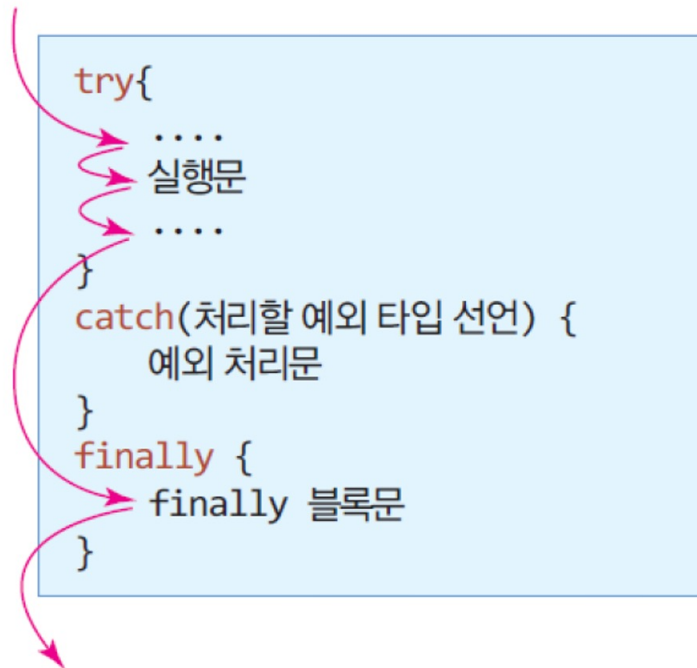 try{
....
실행문
....
}
catch(처리할 예외 타입 선언) {
예외 처리문
}
finally {
finally 블록문
}